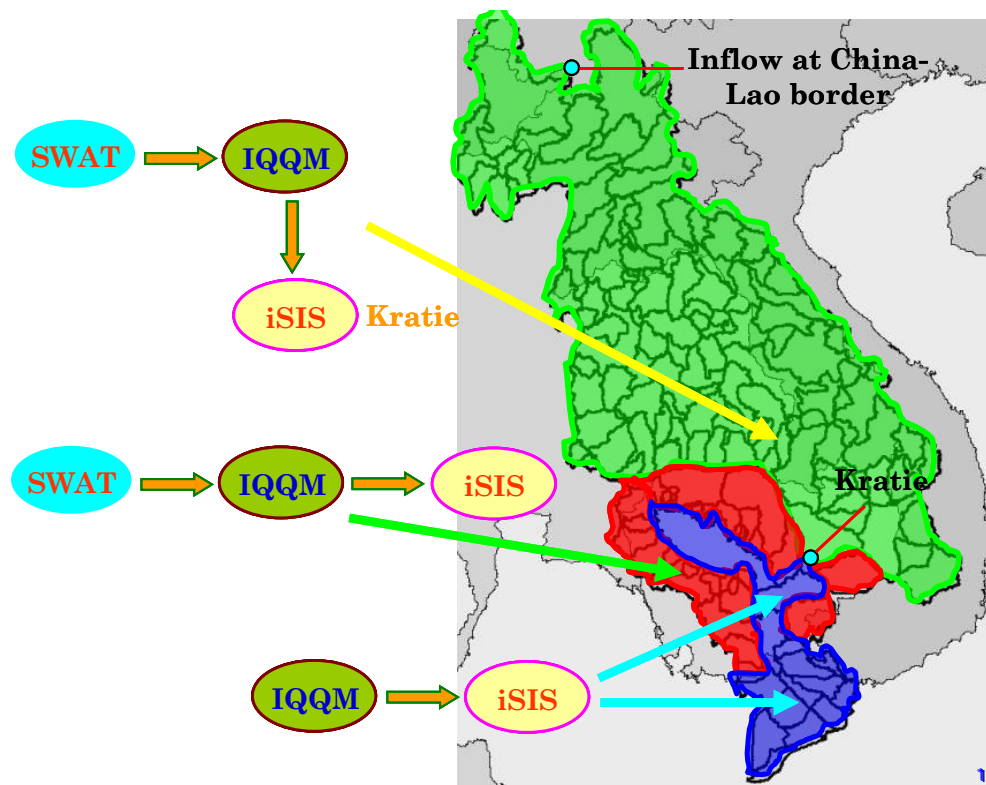 Inflow at China-
Lao border
SWAT
IQQM
iSIS
Kratie
SWAT
IQQM
iSIS
Kratie
IQQM
iSIS